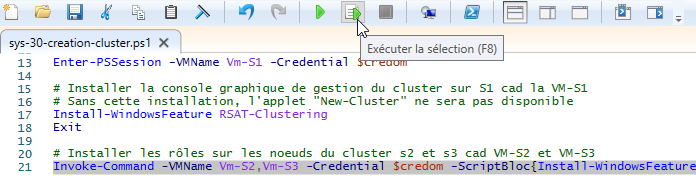 sys-30-creation-cluster.ps1 X
Exécuter la sélection (F8)
13 Enter-PSSession -VMName Vm-S1 -Credential $credom
14
15 # Installer la console graphique de gestion du cluster sur S1 cad la VM-S1
16 # Sans cette installation, l'applet "New-Cluster" ne sera pas disponible
17 Install-WindowsFeature RSAT-Clustering
18 Exit
19
20 # Installer les rôles sur les noeuds du cluster s2 et s3 cad VM-S2 et VM-S3
21 Invoke-Command -VMName Vm-S2,Vm-S3 -Credential $credom -ScriptBloc{Install-WindowsFeature